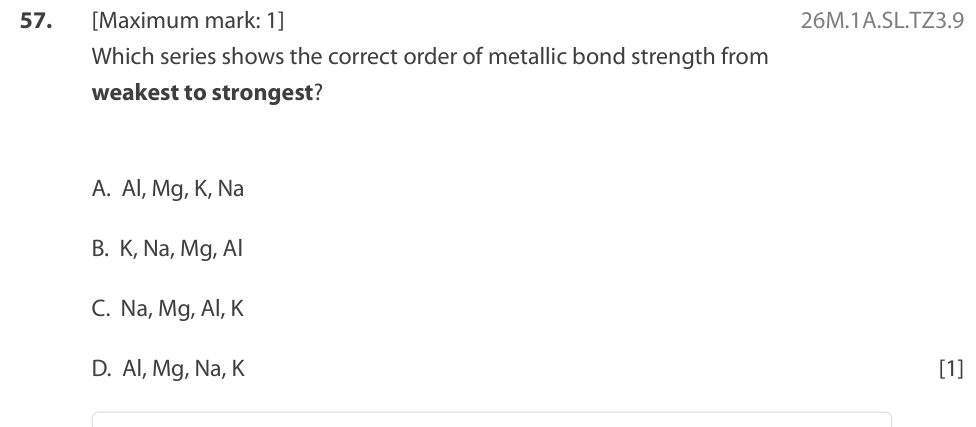 57. [Maximum mark: 1] 26M.1A.SL.TZ3.9
Which series shows the correct order of metallic bond strength from
weakest to strongest?
A. Al, Mg, K, Na
B. K, Na, Mg, Al
C. Na, Mg, Al, K
D. Al, Mg, Na, K [1]